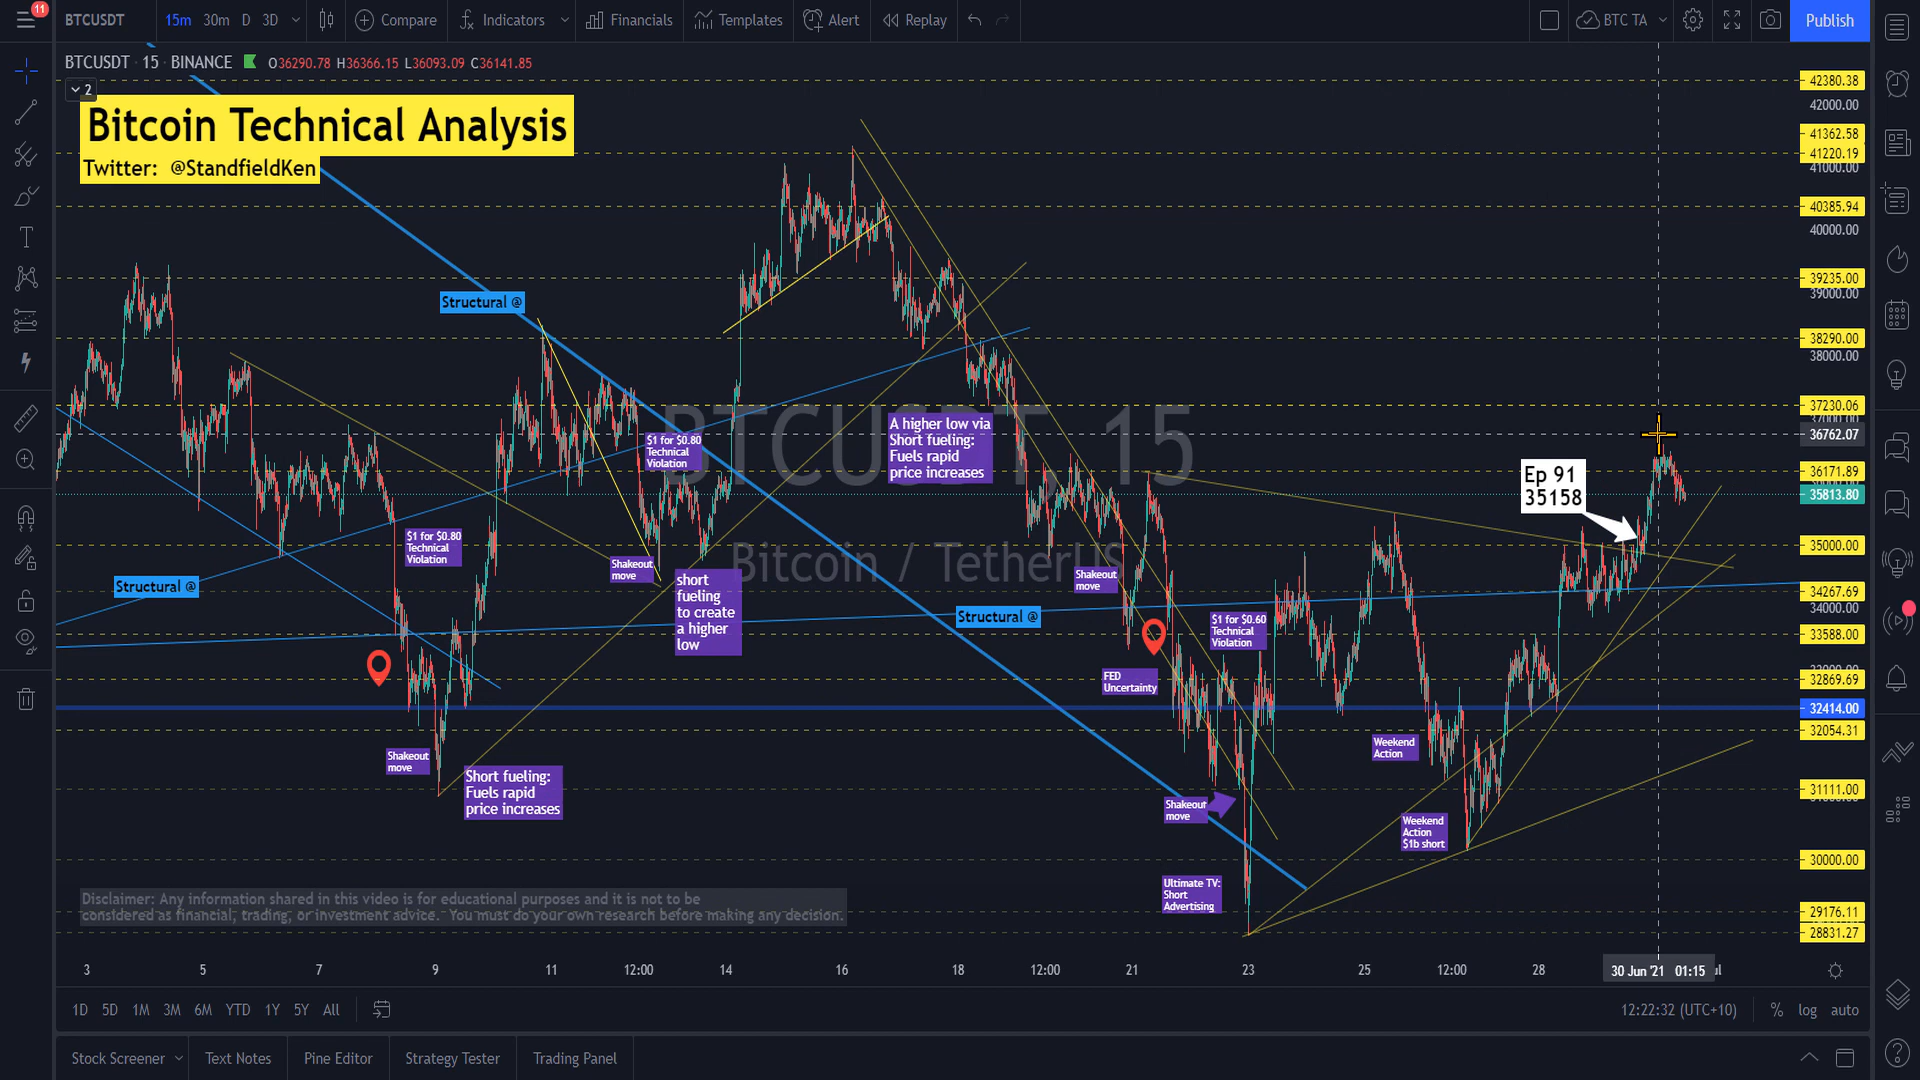 11
BTCUSDT
15m 30m D 3D
Compare
Indicators
Financials
Templates
Alert
Replay
BTC TA
Publish
BTCUSDT · 15 · BINANCE O36290.78 H36366.15 L36093.09 C36141.85
2
Bitcoin Technical Analysis
Twitter: @StandfieldKen
BTCUSDT, 15
Bitcoin / TetherUS
Structural @
Structural @
Structural @
$1 for $0.80
Technical
Violation
Shakeout
move
Short fueling:
Fuels rapid
price increases
Shakeout
move
$1 for $0.80
Technical
Violation
short
fueling
to create
a higher
low
A higher low via
Short fueling:
Fuels rapid
price increases
Shakeout
move
FED
Uncertainty
$1 for $0.60
Technical
Violation
Shakeout
move
Ultimate TV:
Short
Advertising
Weekend
Action
Weekend
Action
$1b short
Ep 91
35158
42380.38
42000.00
41362.58
41220.19
41000.00
40385.94
40000.00
39235.00
39000.00
38290.00
38000.00
37230.06
36762.07
36171.89
35813.80
35000.00
34267.69
34000.00
33588.00
32869.69
32414.00
32054.31
31111.00
30000.00
29176.11
28831.27
Disclaimer: Any information shared in this video is for educational purposes and it is not to be
considered as financial, trading, or investment advice. You must do your own research before making any decision.
3 5 7 9 11 12:00 14 16 18 12:00 21 23 25 12:00 28 30 Jun '21 01:15
1D 5D 1M 3M 6M YTD 1Y 5Y All
12:22:32 (UTC+10) % log auto
Stock Screener Text Notes Pine Editor Strategy Tester Trading Panel